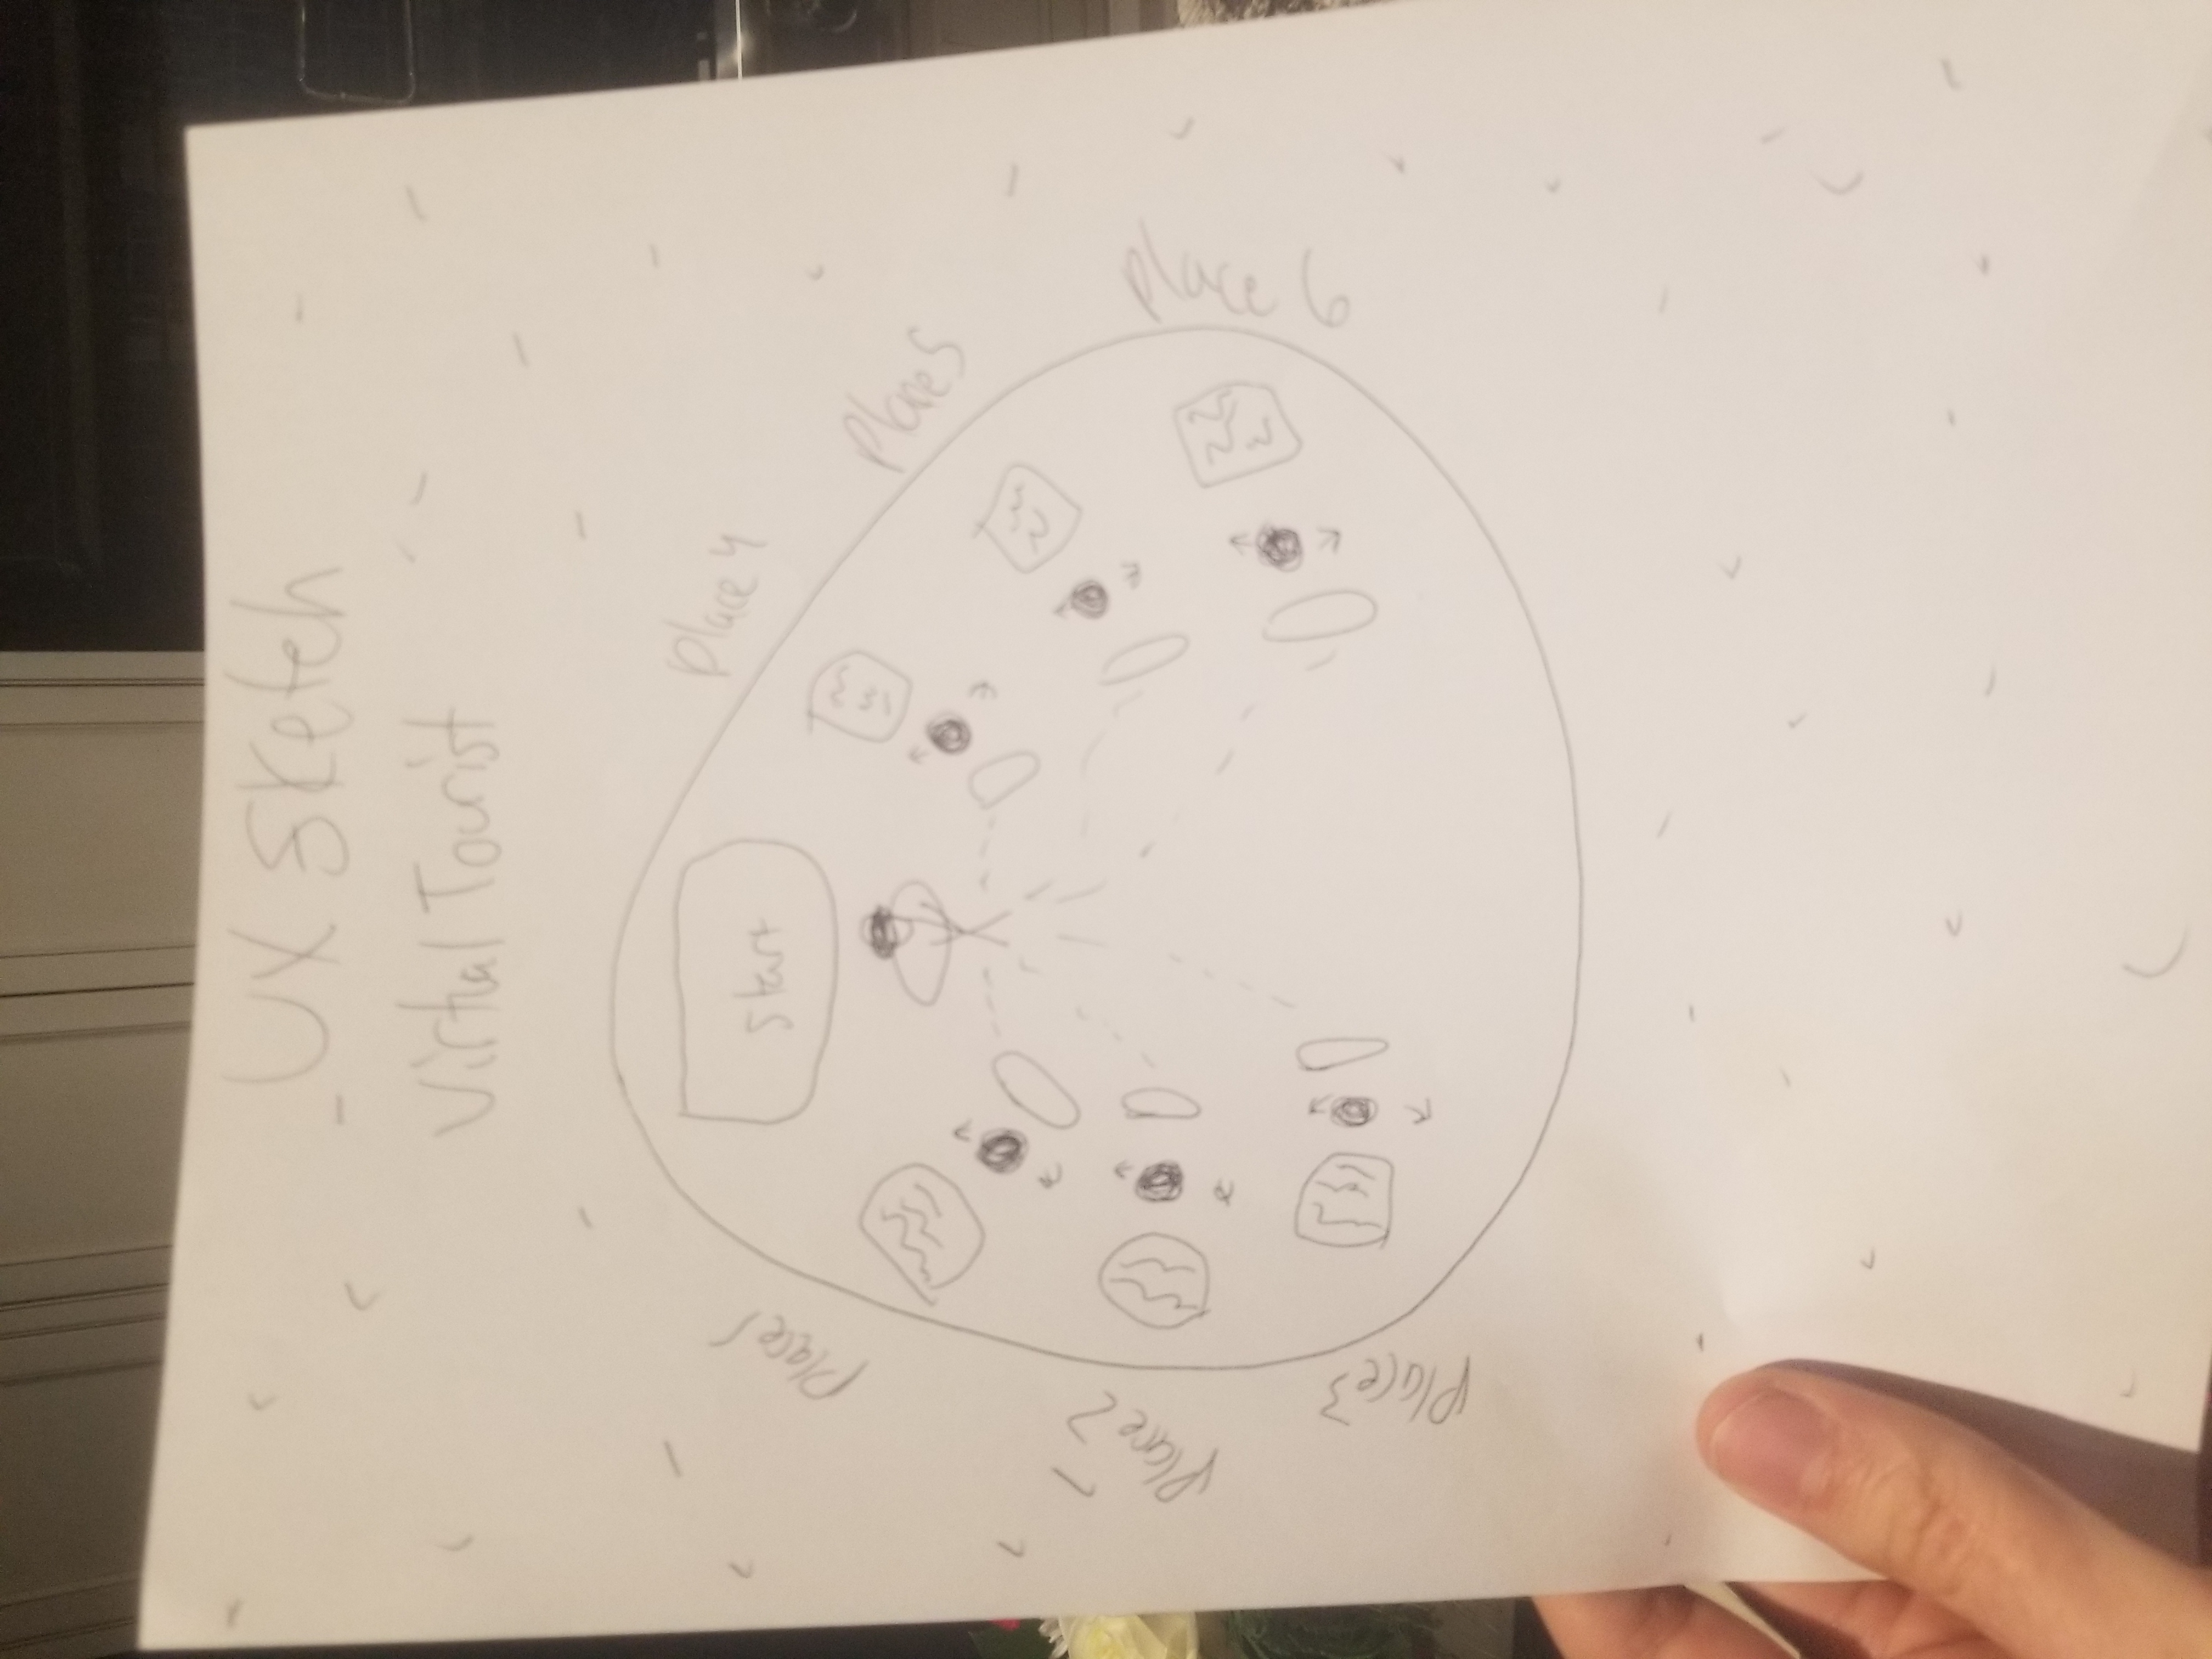 UX Sketch
Virtual Tourist
Start
Place 1
Place 2
Place 3
Place 4
Place 5
Place 6